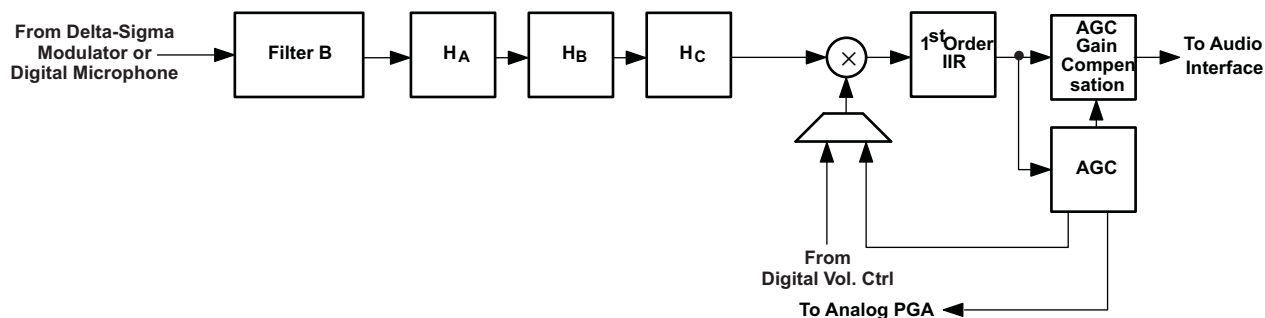 From Delta-Sigma
Modulator or
Digital Microphone
Filter B
HA
HB
HC
×
1st Order
IIR
AGC
Gain
Compen
sation
To Audio
Interface
AGC
From
Digital Vol. Ctrl
To Analog PGA